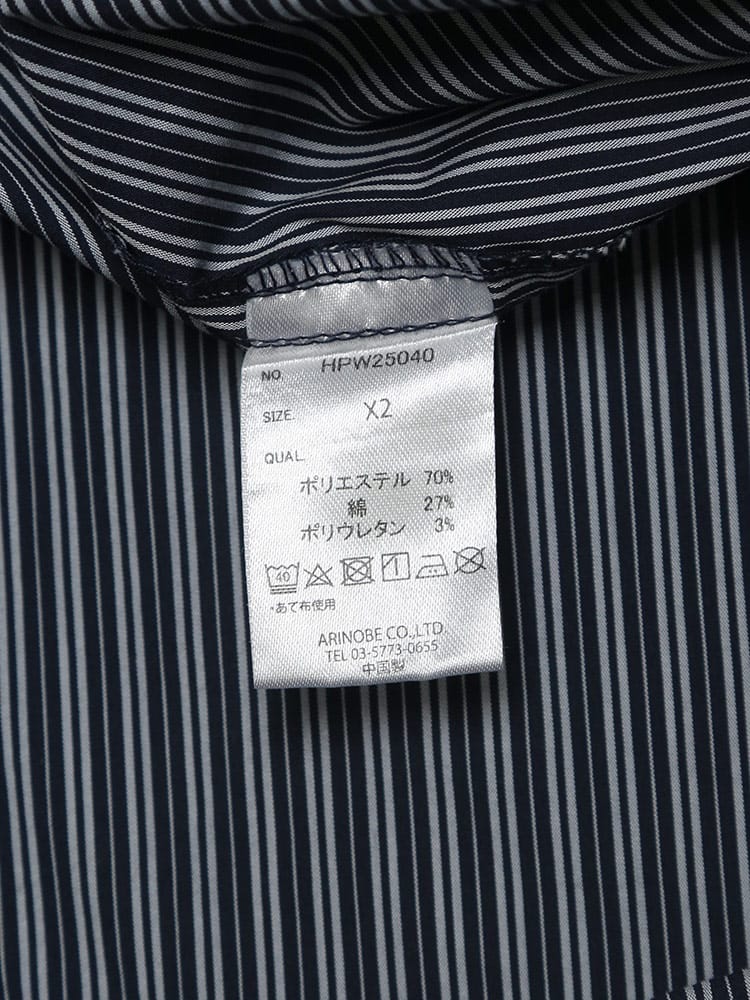 NO. HPW25040
SIZE. X2
QUAL.
ポリエステル 70%
綿 27%
ポリウレタン 3%
40
・あて布使用
ARINOBE CO.,LTD.
TEL 03-5773-0655
中国製